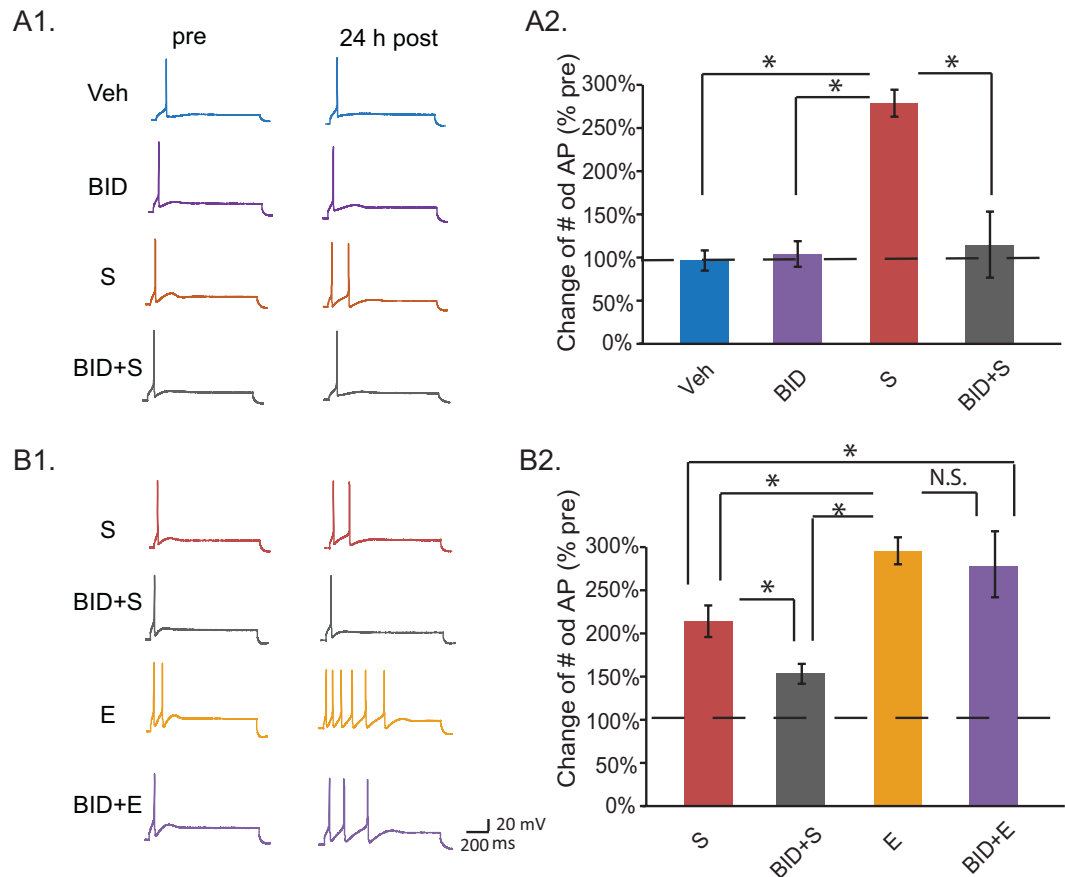 A1.
pre
24 h post
Veh
BID
S
BID+S
A2.
Change of # od AP (% pre)
300%
250%
200%
150%
100%
50%
0%
*
*
*
Veh
BID
S
BID+S
B1.
S
BID+S
E
BID+E
20 mV
200 ms
B2.
Change of # od AP (% pre)
300%
250%
200%
150%
100%
50%
0%
*
N.S.
*
*
*
S
BID+S
E
BID+E